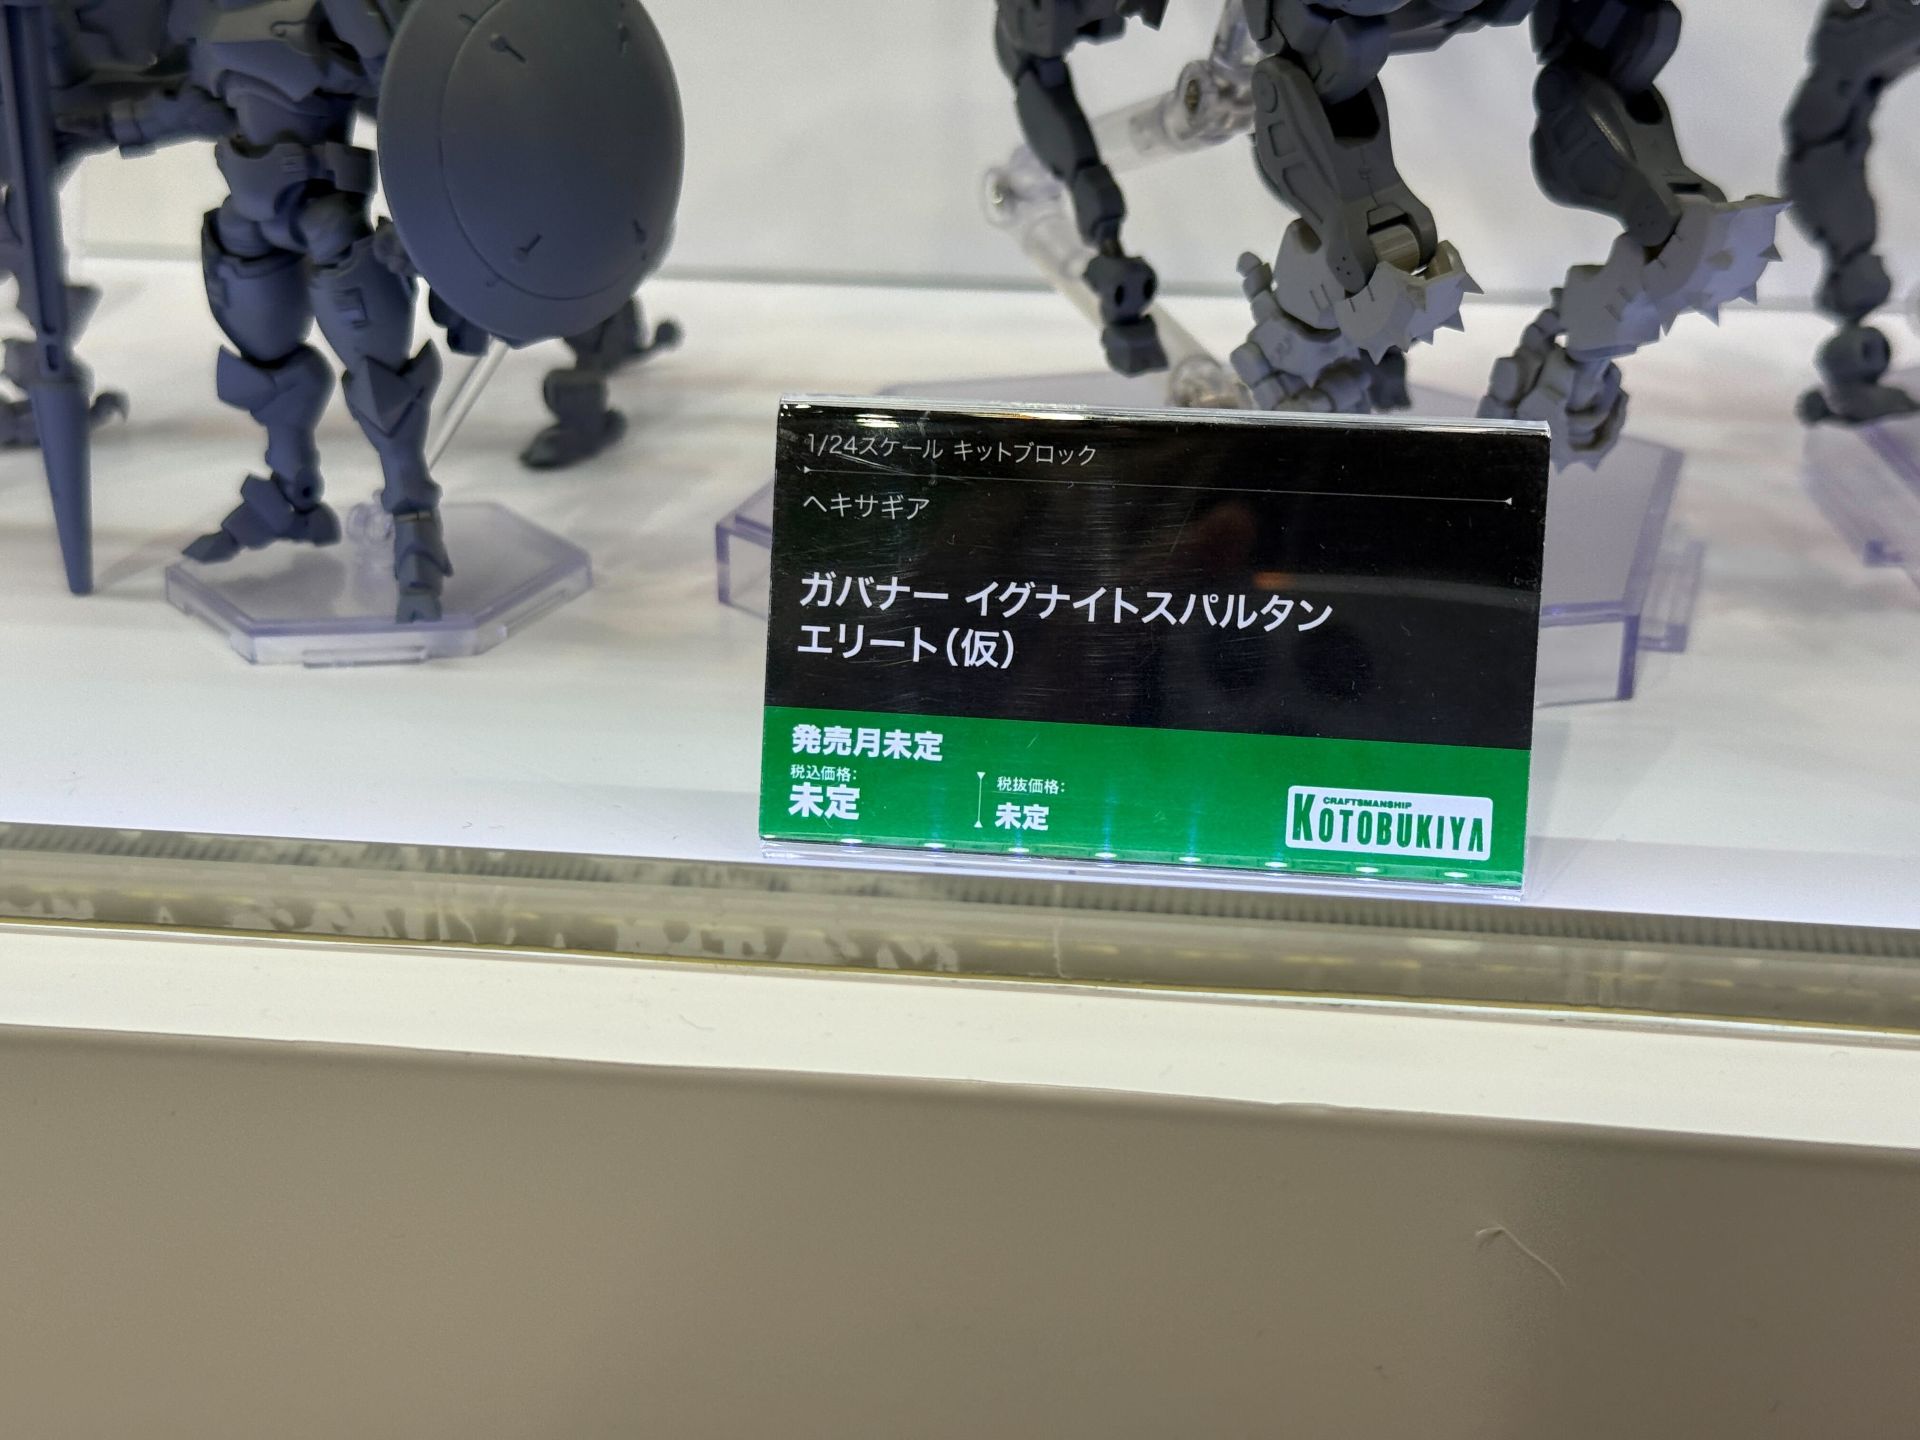 1/24スケール キットブロック
ヘキサギア
ガバナー イグナイトスパルタン
エリート(仮)
発売月未定
税込価格:
未定
税抜価格:
未定
CRAFTSMANSHIP
KOTOBUKIYA